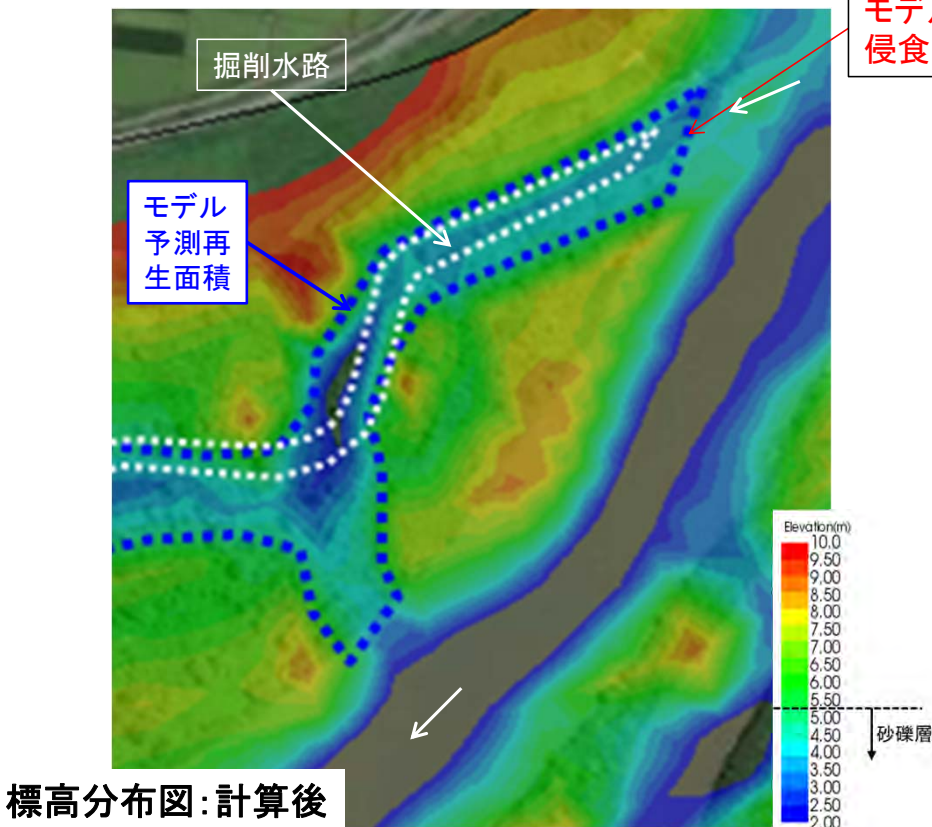 モデル
侵食
掘削水路
モデル
予測再
生面積
Elevation(m)
10.0
9.50
9.00
8.50
8.00
7.50
7.00
6.50
6.00
5.50
5.00
4.50
4.00
3.50
3.00
2.50
2.00
砂礫層
標高分布図：計算後